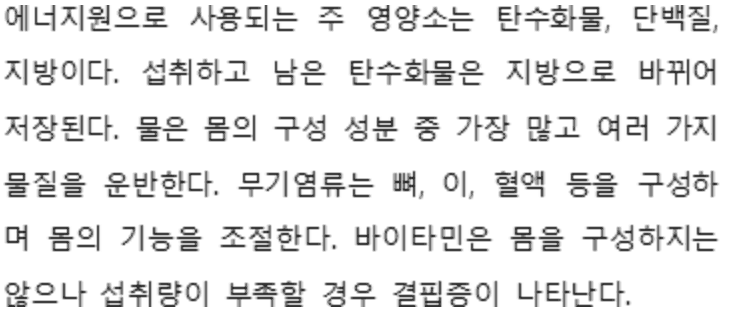 에너지원으로 사용되는 주 영양소는 탄수화물, 단백질,
지방이다. 섭취하고 남은 탄수화물은 지방으로 바뀌어
저장된다. 물은 몸의 구성 성분 중 가장 많고 여러 가지
물질을 운반한다. 무기염류는 뼈, 이, 혈액 등을 구성하
며 몸의 기능을 조절한다. 바이타민은 몸을 구성하지는
않으나 섭취량이 부족할 경우 결핍증이 나타난다.